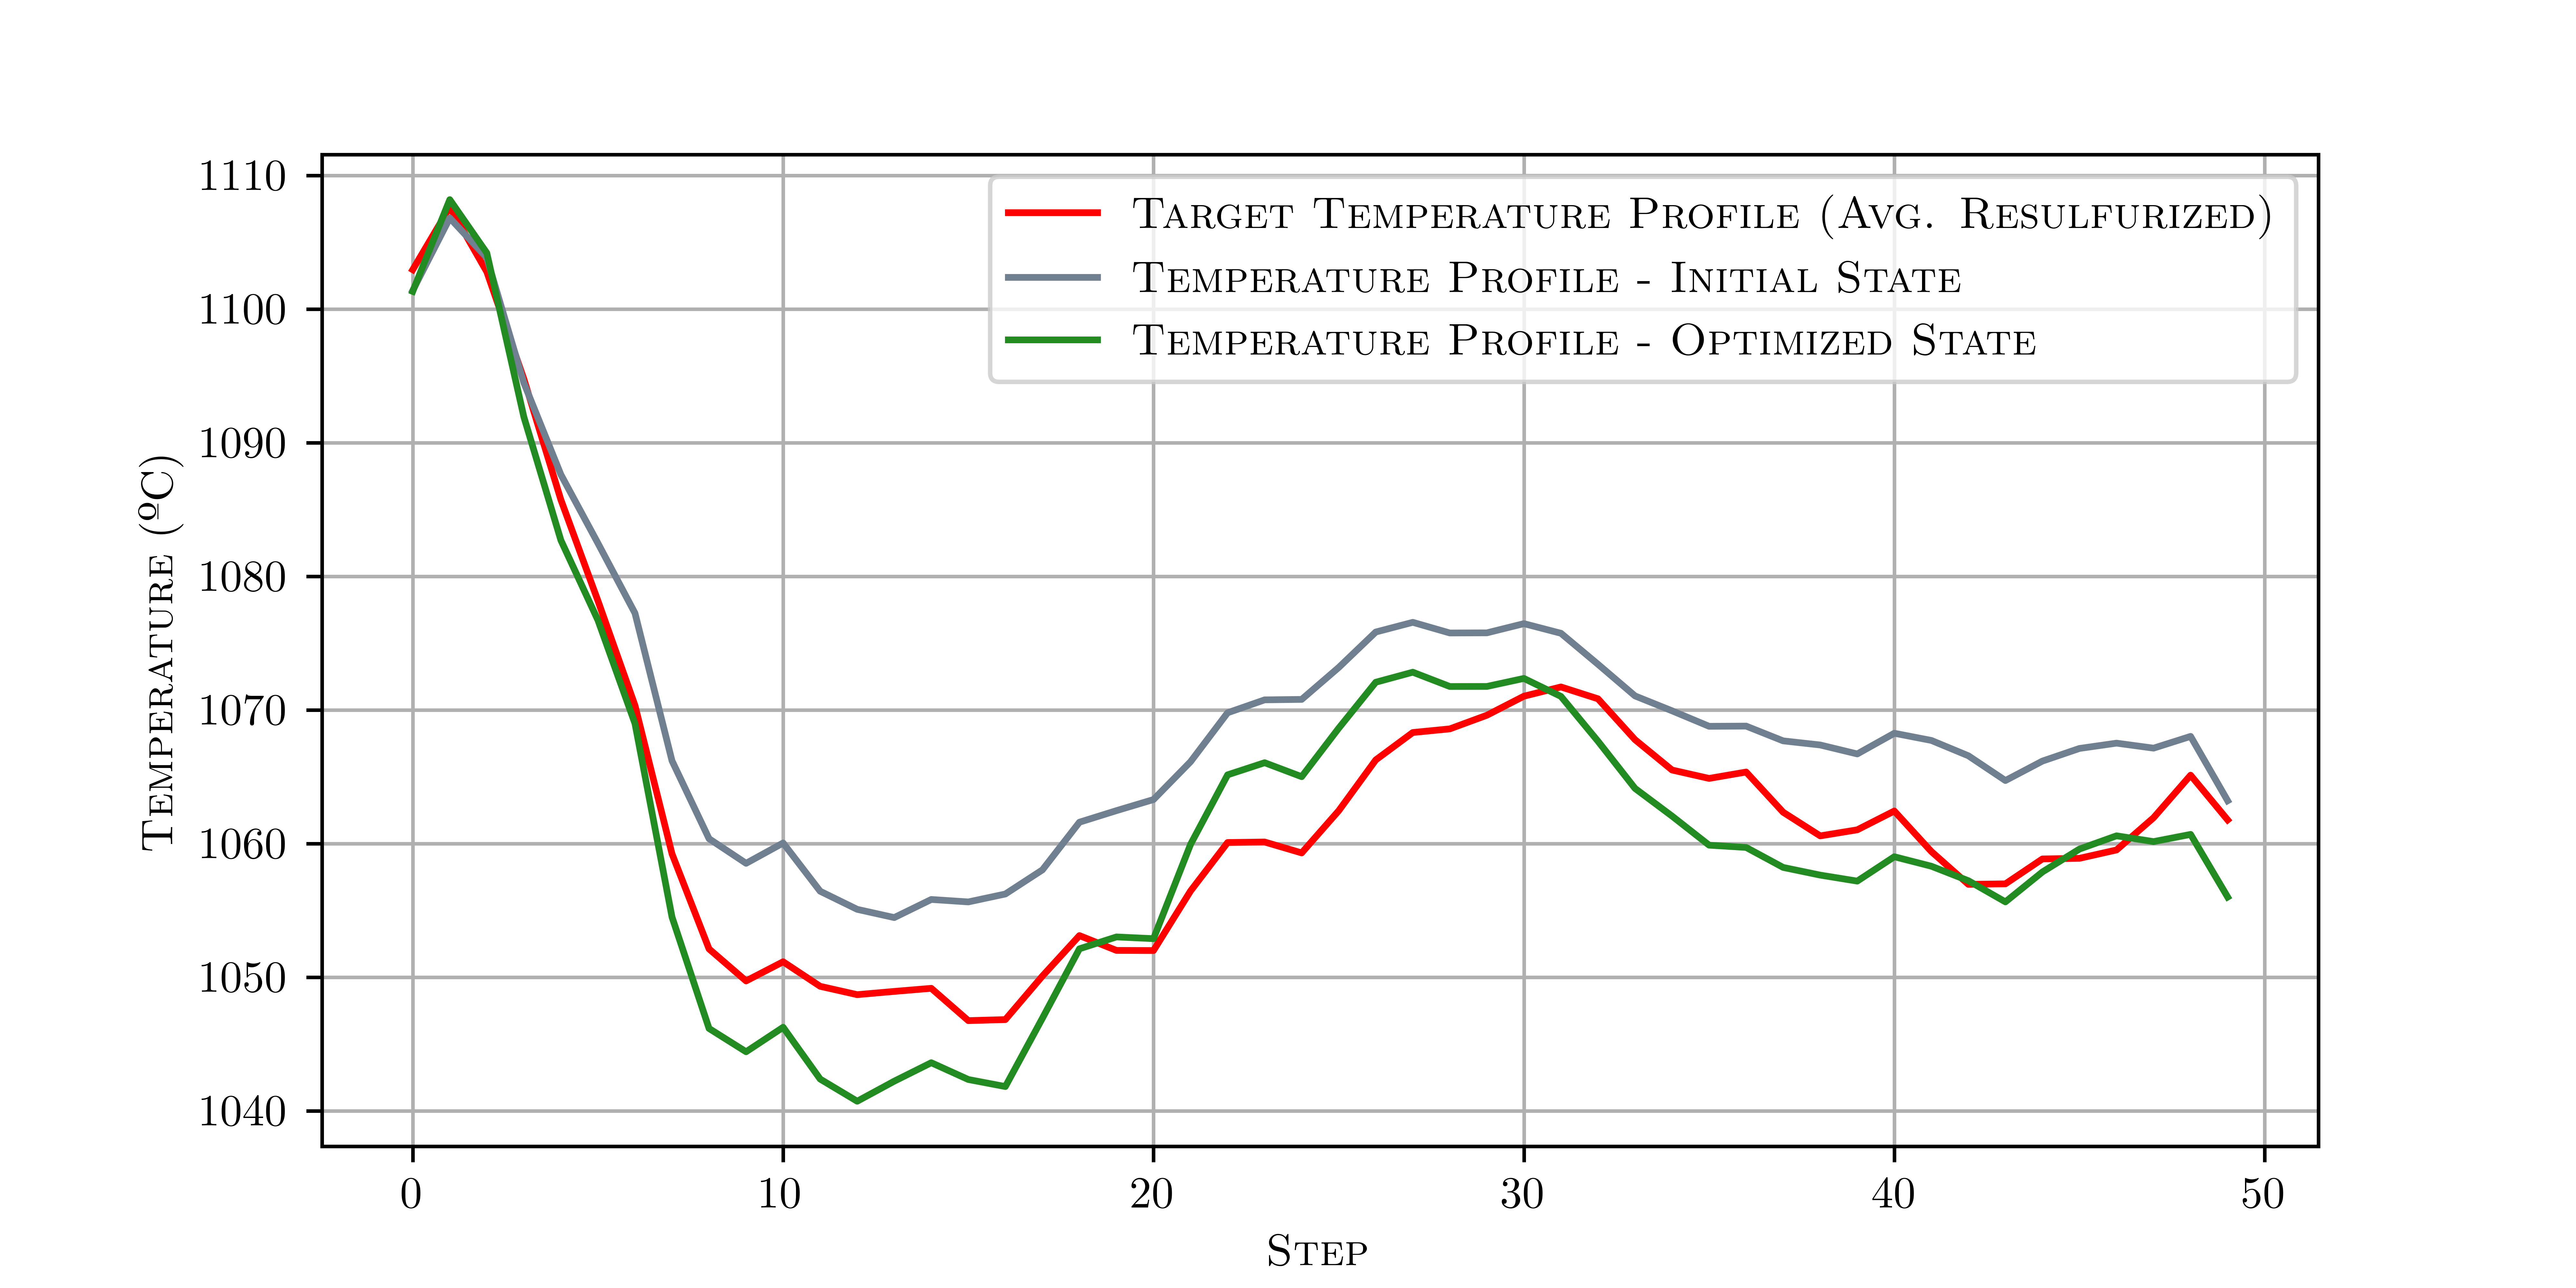 1110
1100
1090
1080
1070
1060
1050
1040
Temperature (ºC)
Target Temperature Profile (Avg. Resulfurized)
Temperature Profile - Initial State
Temperature Profile - Optimized State
0 10 20 30 40 50
Step